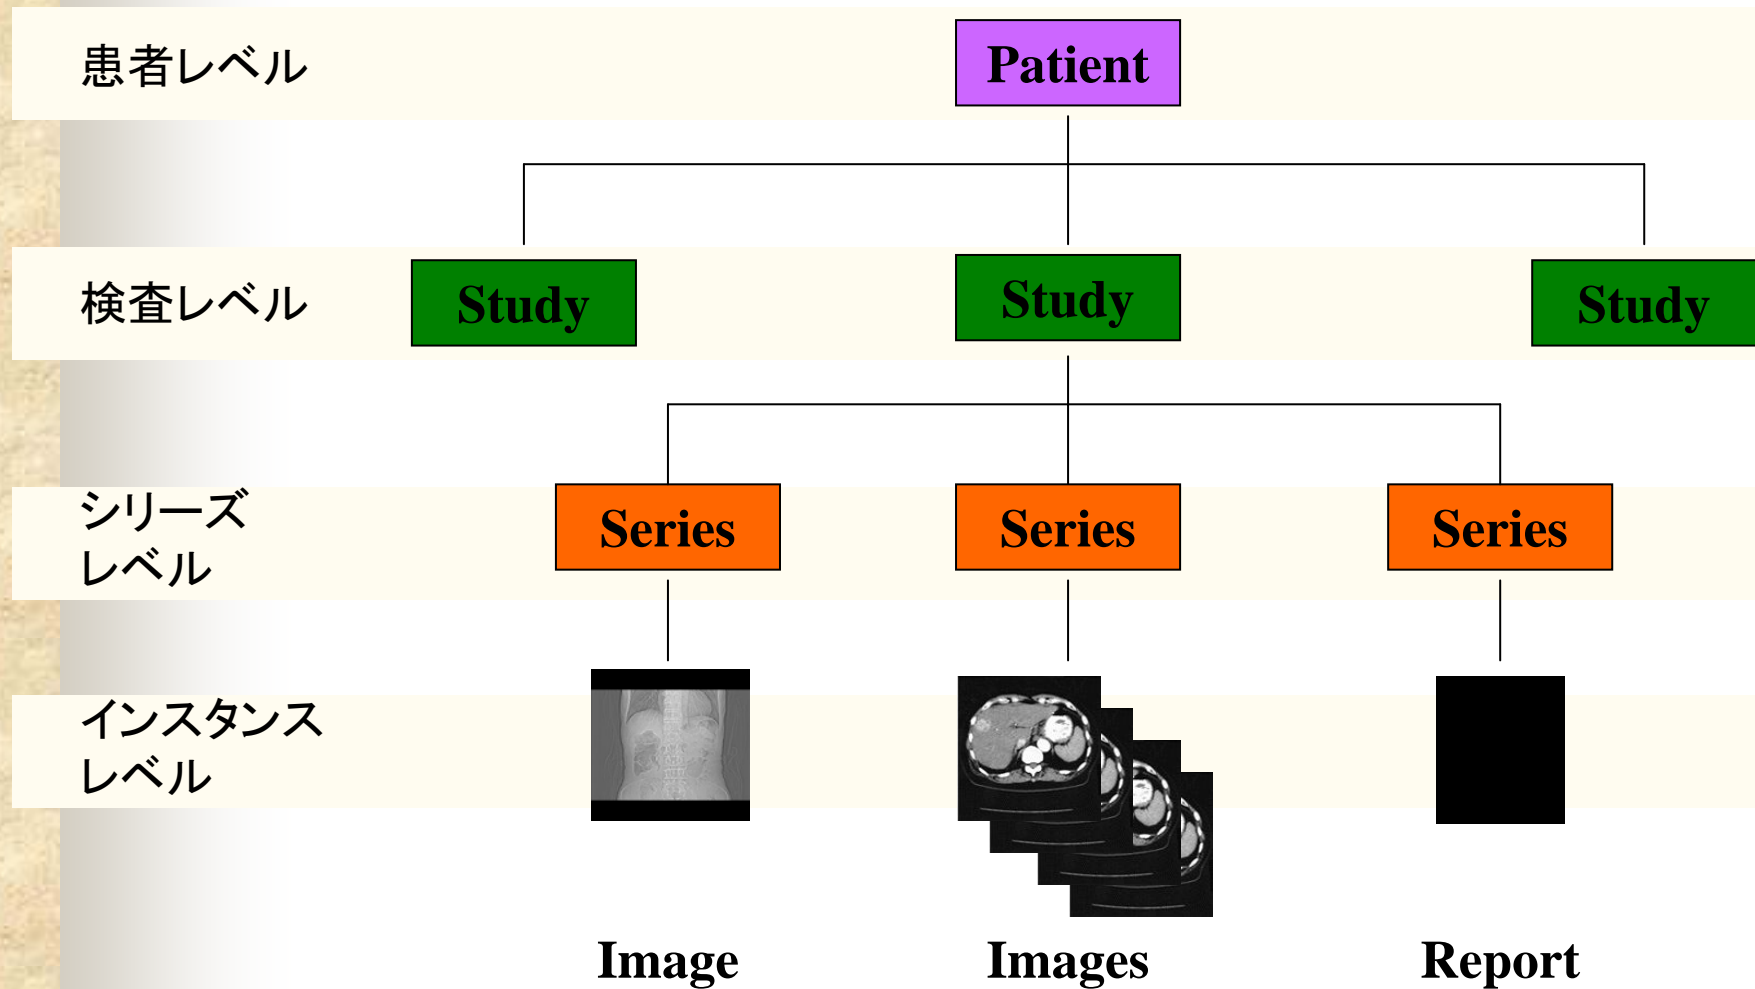 患者レベル
Patient
検査レベル
Study
Study
Study
シリーズ
レベル
Series
Series
Series
インスタンス
レベル
Image
Images
Report